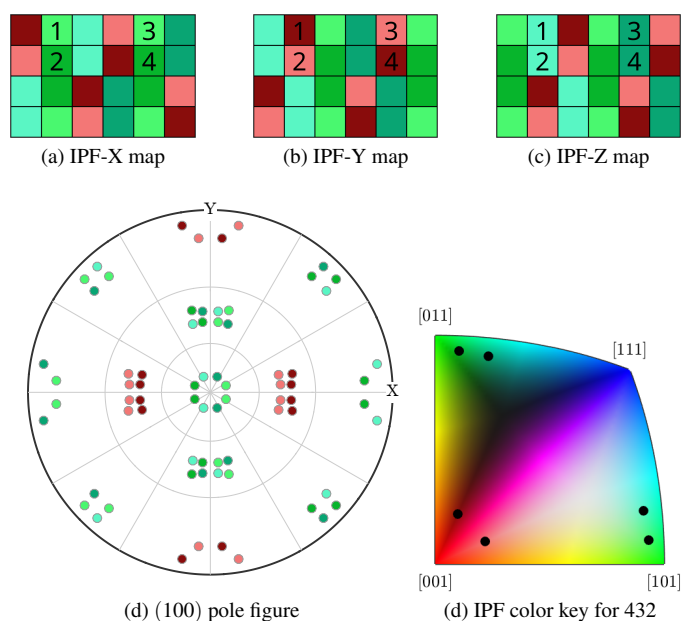 1 3
2 4
1 3
2 4
1 3
2 4
(a) IPF-X map
(b) IPF-Y map
(c) IPF-Z map
Y
X
[011]
[111]
[001]
[101]
(d) (100) pole figure
(d) IPF color key for 432